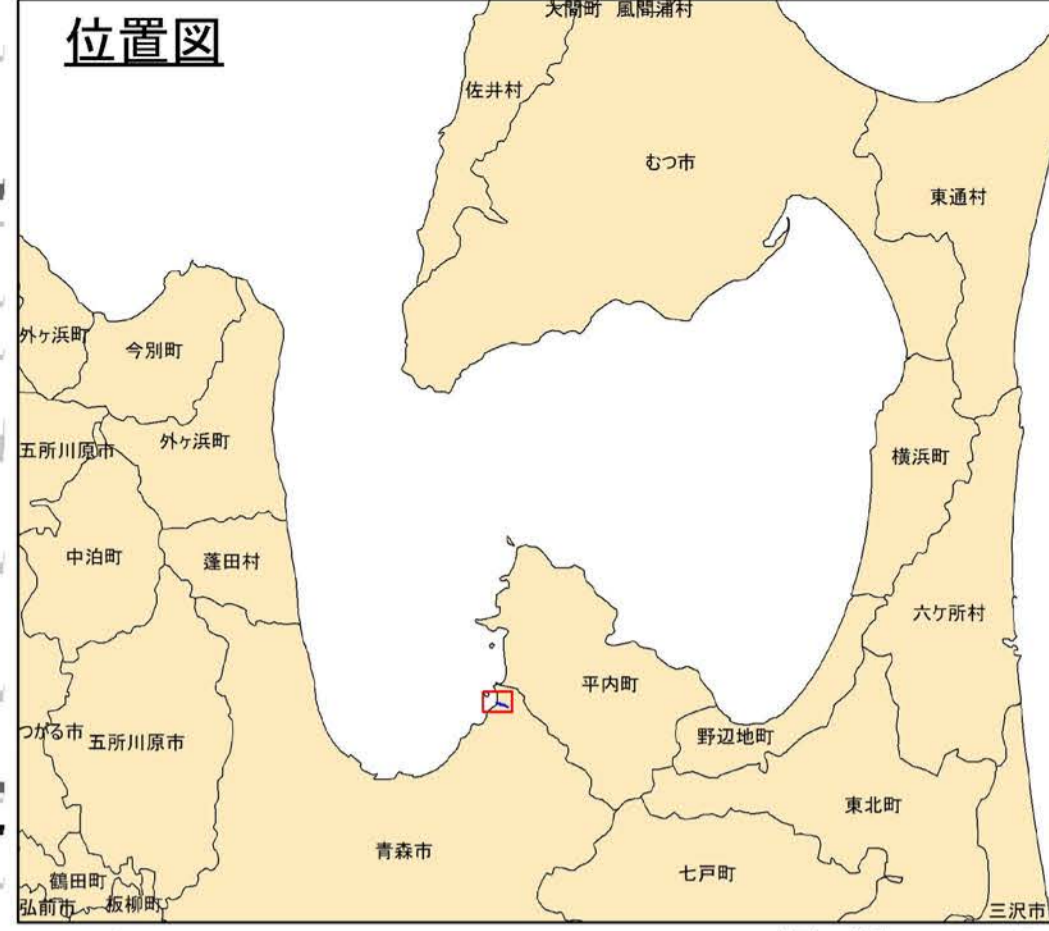 位置図
大間町 風間浦村
佐井村
むつ市
東通村
外ヶ浜町
今別町
五所川原市
外ヶ浜町
横浜町
中泊町
蓬田村
六ケ所村
平内町
つがる市
五所川原市
野辺地町
東北町
青森市
七戸町
鶴田町
弘前市
板柳町
三沢市